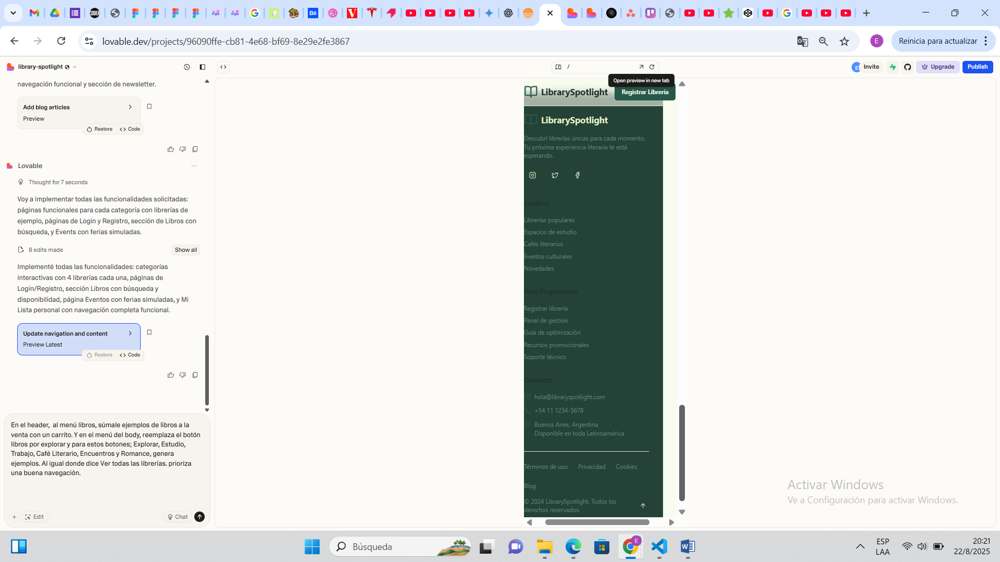 lovable.dev/projects/96090ffe-cb81-4e68-bf69-8e29e2fe3867
E
Reinicia para actualizar
library-spotlight
/
E
Invite
Upgrade
Publish
Open preview in new tab
navegación funcional y sección de newsletter.
Add blog articles
Preview
Restore
Code
Lovable
Thought for 7 seconds
Voy a implementar todas las funcionalidades solicitadas:
páginas funcionales para cada categoría con librerías de
ejemplo, páginas de Login y Registro, sección de Libros con
búsqueda, y Events con ferias simuladas.
8 edits made
Show all
Implementé todas las funcionalidades: categorías
interactivas con 4 librerías cada una, páginas de
Login/Registro, sección Libros con búsqueda y
disponibilidad, página Eventos con ferias simuladas, y Mi
Lista personal con navegación completa funcional.
Update navigation and content
Preview Latest
Restore
Code
En el header,  al menú libros, súmale ejemplos de libros a la
venta con un carrito. Y en el menú del body, reemplaza el botón
libros por explorar y para estos botones; Explorar, Estudio,
Trabajo, Café Literario, Encuentros y Romance, genera
ejemplos. Al igual donde dice Ver todas las librerías. prioriza
una buena navegación.
Edit
Chat
LibrarySpotlight
Registrar Librería
LibrarySpotlight
Descubrí librerías únicas para cada momento.
Tu próxima experiencia literaria te está
esperando.
Explorar
Librerías populares
Espacios de estudio
Cafés literarios
Eventos culturales
Novedades
Para Propietarios
Registrar librería
Panel de gestión
Guía de optimización
Recursos promocionales
Soporte técnico
Contacto
hola@libraryspotlight.com
+54 11 1234-5678
Buenos Aires, Argentina
Disponible en toda Latinoamérica
Términos de uso
Privacidad
Cookies
Blog
© 2024 LibrarySpotlight. Todos los
derechos reservados.
Activar Windows
Ve a Configuración para activar Windows.
Búsqueda
E
ESP
LAA
20:21
22/8/2025